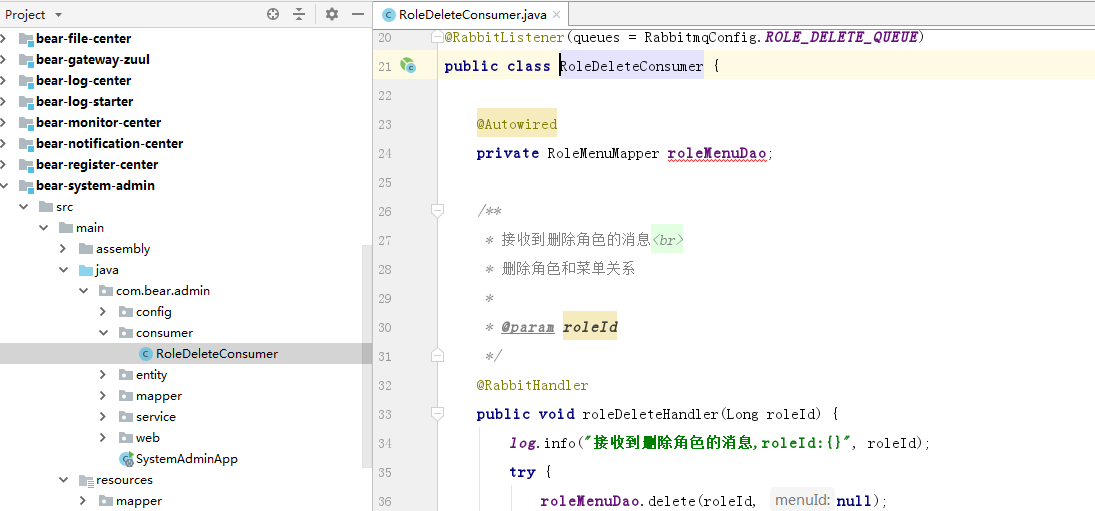 Project
bear-file-center
bear-gateway-zuul
bear-log-center
bear-log-starter
bear-monitor-center
bear-notification-center
bear-register-center
bear-system-admin
src
main
assembly
java
com.bear.admin
config
consumer
RoleDeleteConsumer
entity
mapper
service
web
SystemAdminApp
resources
mapper
RoleDeleteConsumer.java
20 @RabbitListener(queues = RabbitmqConfig.ROLE_DELETE_QUEUE)
21 public class RoleDeleteConsumer {
22
23 @Autowired
24 private RoleMenuMapper roleMenuDao;
25
26 /**
27 * 接收到删除角色的消息<br>
28 * 删除角色和菜单关系
29 *
30 * @param roleId
31 */
32 @RabbitHandler
33 public void roleDeleteHandler(Long roleId) {
34 log.info("接收到删除角色的消息,roleId:{}", roleId);
35 try {
36 roleMenuDao.delete(roleId, menuId: null);